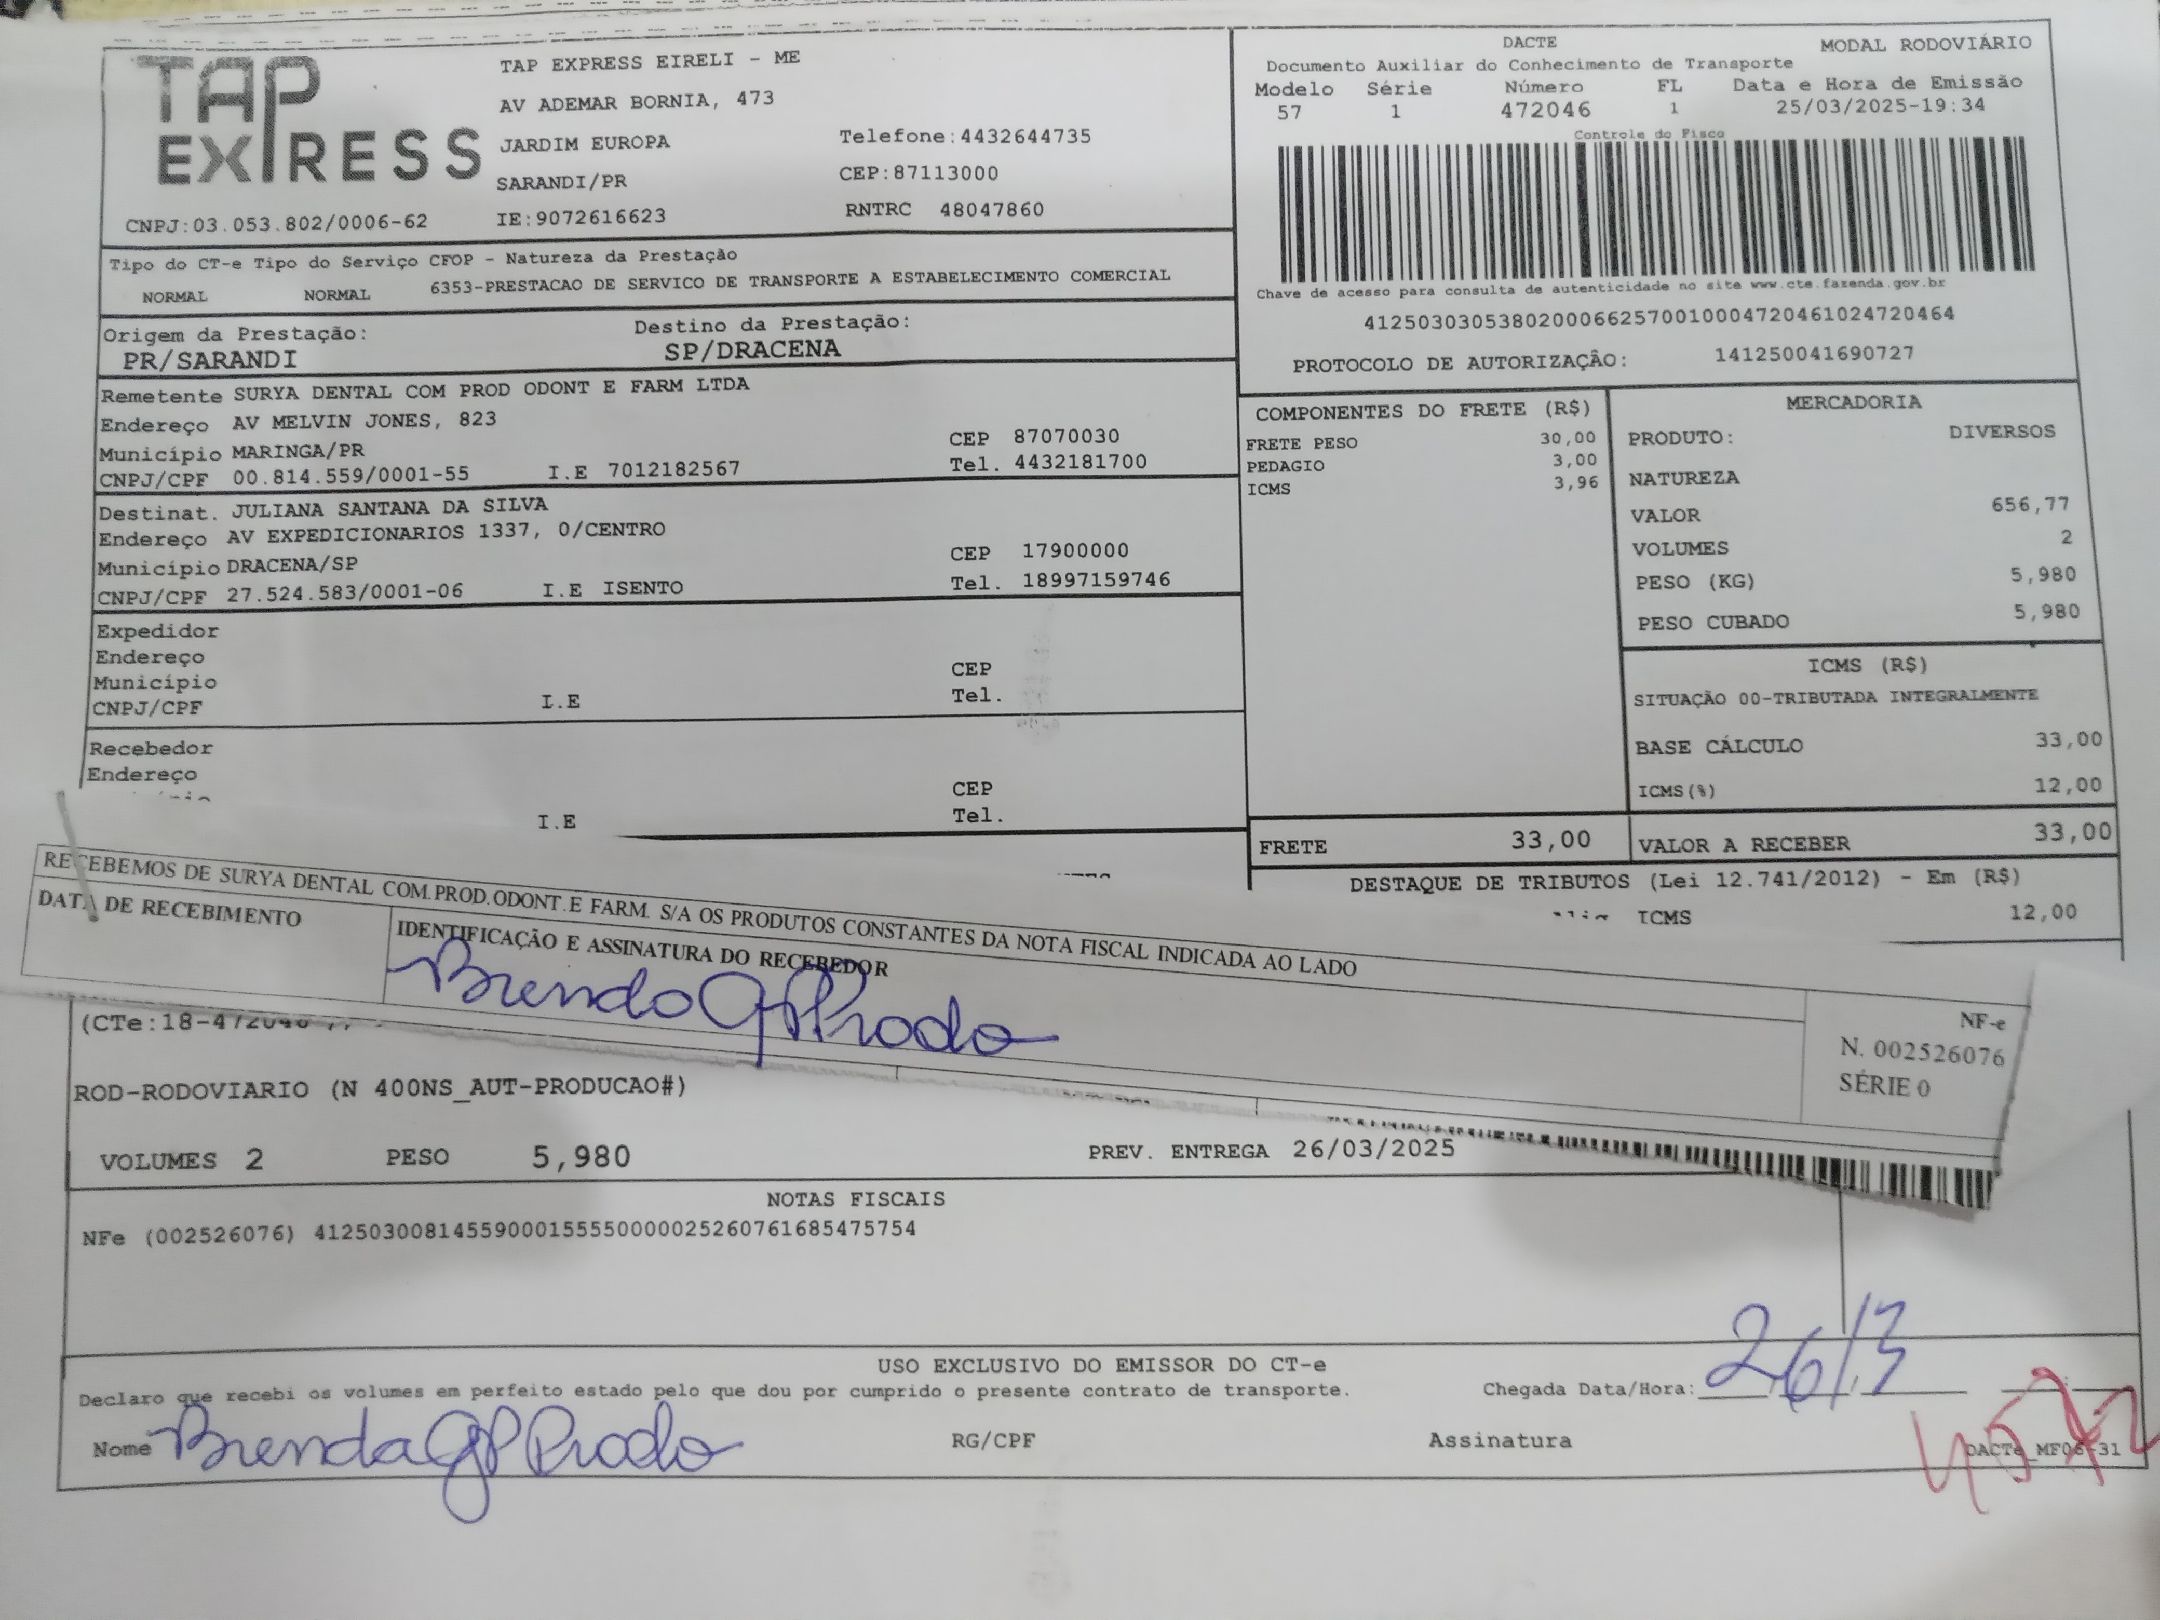 TAP EXPRESS
TAP EXPRESS EIRELI - ME
AV ADEMAR BORNIA, 473
JARDIM EUROPA Telefone:4432644735
SARANDI/PR CEP:87113000
CNPJ:03.053.802/0006-62 IE:9072616623 RNTRC 48047860
DACTE MODAL RODOVIÁRIO
Documento Auxiliar do Conhecimento de Transporte
Modelo Série Número FL Data e Hora de Emissão
57 1 472046 1 25/03/2025-19:34
Controle do Fisco
Chave de acesso para consulta de autenticidade no site www.cte.fazenda.gov.br
41250303053802000662570010004720461024720464
PROTOCOLO DE AUTORIZAÇÃO: 141250041690727
Tipo do CT-e Tipo do Serviço CFOP - Natureza da Prestação
NORMAL NORMAL 6353-PRESTACAO DE SERVICO DE TRANSPORTE A ESTABELECIMENTO COMERCIAL
Origem da Prestação: Destino da Prestação:
PR/SARANDI SP/DRACENA
Remetente SURYA DENTAL COM PROD ODONT E FARM LTDA
Endereço AV MELVIN JONES, 823
Município MARINGA/PR CEP 87070030
CNPJ/CPF 00.814.559/0001-55 I.E 7012182567 Tel. 4432181700
Destinat. JULIANA SANTANA DA SILVA
Endereço AV EXPEDICIONARIOS 1337, 0/CENTRO
Município DRACENA/SP CEP 17900000
CNPJ/CPF 27.524.583/0001-06 I.E ISENTO Tel. 18997159746
Expedidor
Endereço
Município CEP
CNPJ/CPF I.E Tel.
Recebedor
Endereço
CEP
I.E Tel.
COMPONENTES DO FRETE (R$)
FRETE PESO 30,00
PEDAGIO 3,00
ICMS 3,96
MERCADORIA
PRODUTO: DIVERSOS
NATUREZA
VALOR 656,77
VOLUMES 2
PESO (KG) 5,980
PESO CUBADO 5,980
ICMS (R$)
SITUAÇÃO 00-TRIBUTADA INTEGRALMENTE
BASE CÁLCULO 33,00
ICMS(%) 12,00
FRETE 33,00 VALOR A RECEBER 33,00
DESTAQUE DE TRIBUTOS (Lei 12.741/2012) - Em (R$)
ICMS 12,00
RECEBEMOS DE SURYA DENTAL COM.PROD.ODONT.E FARM. S/A OS PRODUTOS CONSTANTES DA NOTA FISCAL INDICADA AO LADO
DATA DE RECEBIMENTO IDENTIFICAÇÃO E ASSINATURA DO RECEBEDOR
Brenda GP Prado
NF-e
N. 002526076
SÉRIE 0
(CTe:18-472046
ROD-RODOVIARIO (N 400NS_AUT-PRODUCAO#)
VOLUMES 2 PESO 5,980 PREV. ENTREGA 26/03/2025
NOTAS FISCAIS
NFe (002526076) 41250300814559000155550000025260761685475754
USO EXCLUSIVO DO EMISSOR DO CT-e
Declaro que recebi os volumes em perfeito estado pelo que dou por cumprido o presente contrato de transporte. Chegada Data/Hora: 26/3
Nome Brenda GP Prado RG/CPF Assinatura DACTe_MF06-31